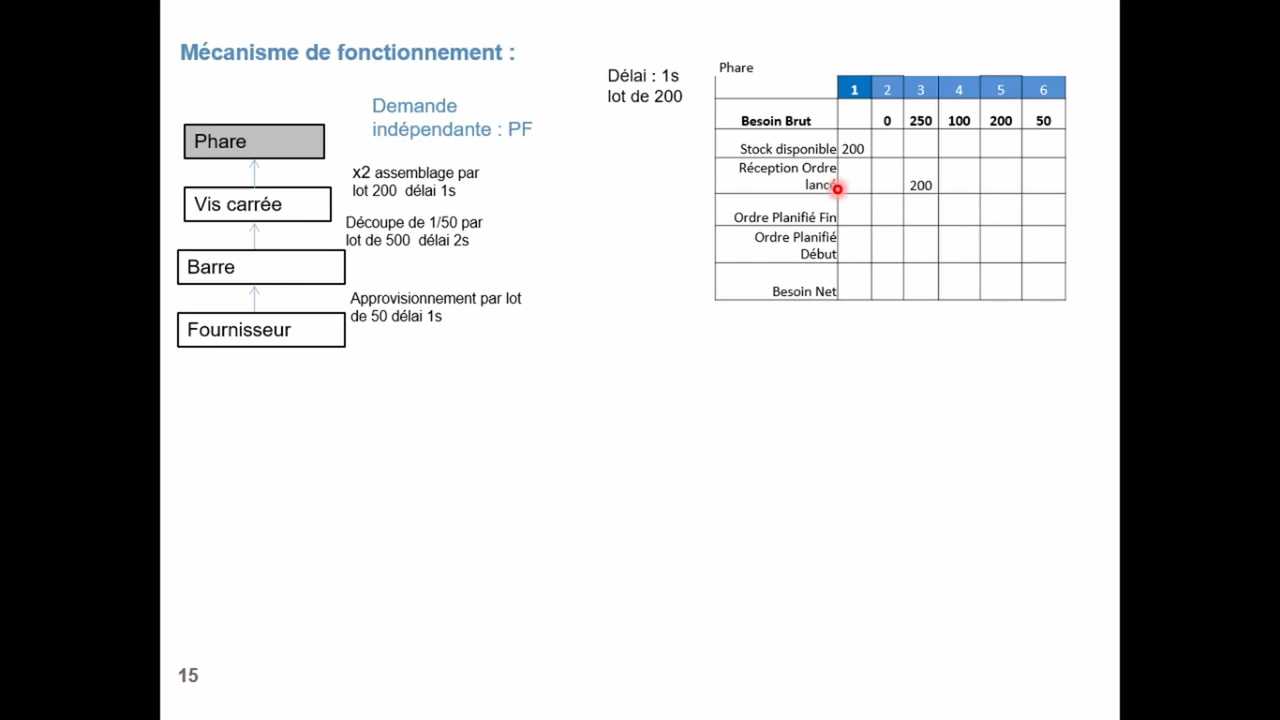 Mécanisme de fonctionnement :
Demande
indépendante : PF
Phare
x2 assemblage par
lot 200 délai 1s
Vis carrée
Découpe de 1/50 par
lot de 500 délai 2s
Barre
Approvisionnement par lot
de 50 délai 1s
Fournisseur
Délai : 1s
lot de 200
Phare
1 2 3 4 5 6
Besoin Brut 0 250 100 200 50
Stock disponible 200
Réception Ordre
lancé 200
Ordre Planifié Fin
Ordre Planifié
Début
Besoin Net
15